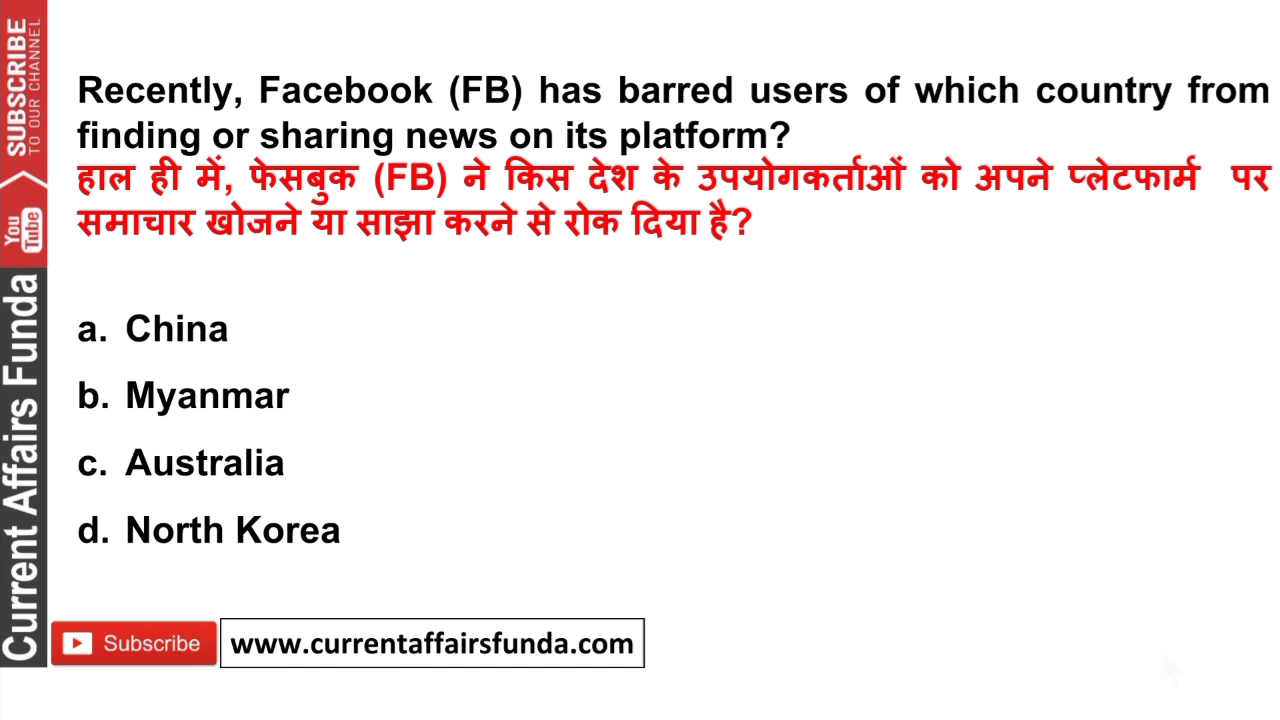 Recently, Facebook (FB) has barred users of which country from
finding or sharing news on its platform?
हाल ही में, फेसबुक (FB) ने किस देश के उपयोगकर्ताओं को अपने प्लेटफार्म पर
समाचार खोजने या साझा करने से रोक दिया है?
a. China
b. Myanmar
c. Australia
d. North Korea
Subscribe
www.currentaffairsfunda.com
SUBSCRIBE
TO OUR CHANNEL
You
Tube
Current Affairs Funda